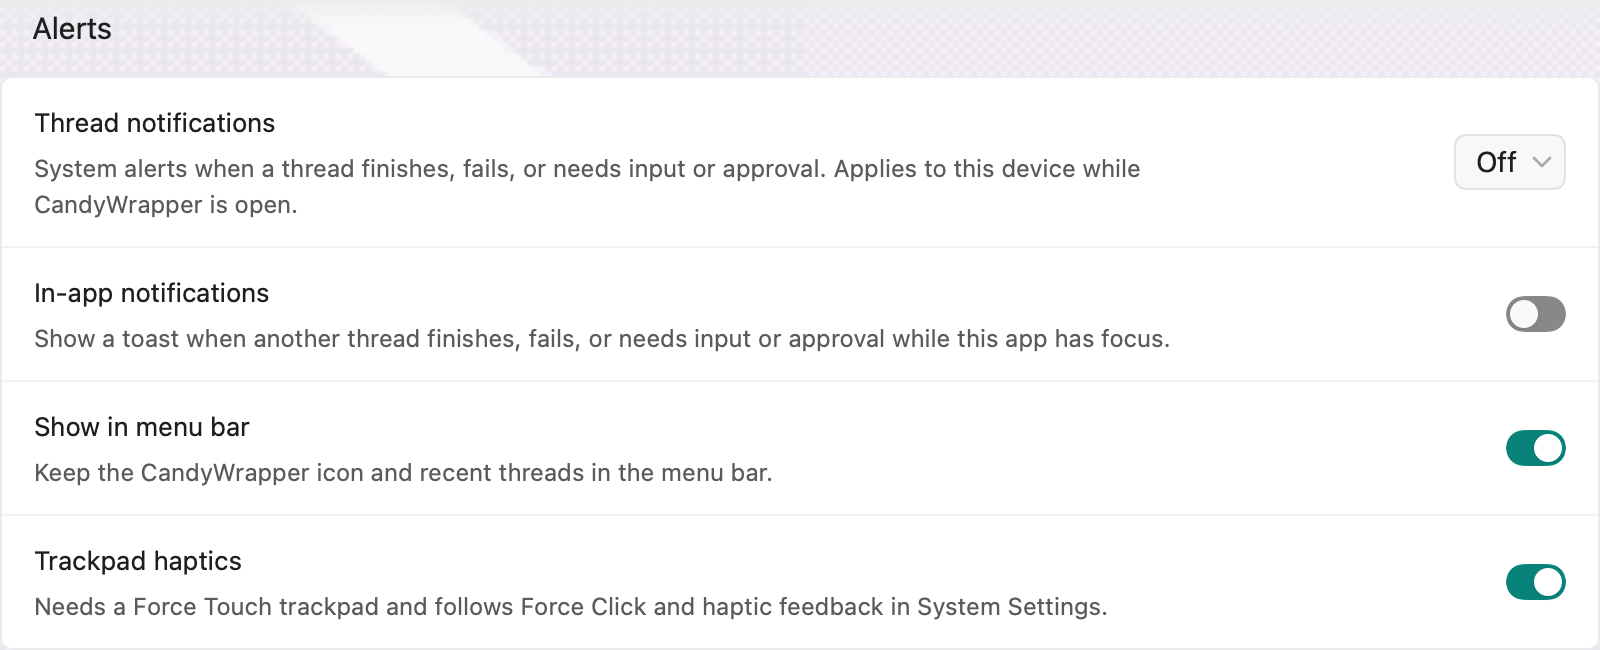 Alerts
Thread notifications
System alerts when a thread finishes, fails, or needs input or approval. Applies to this device while
CandyWrapper is open.
Off
In-app notifications
Show a toast when another thread finishes, fails, or needs input or approval while this app has focus.
Show in menu bar
Keep the CandyWrapper icon and recent threads in the menu bar.
Trackpad haptics
Needs a Force Touch trackpad and follows Force Click and haptic feedback in System Settings.